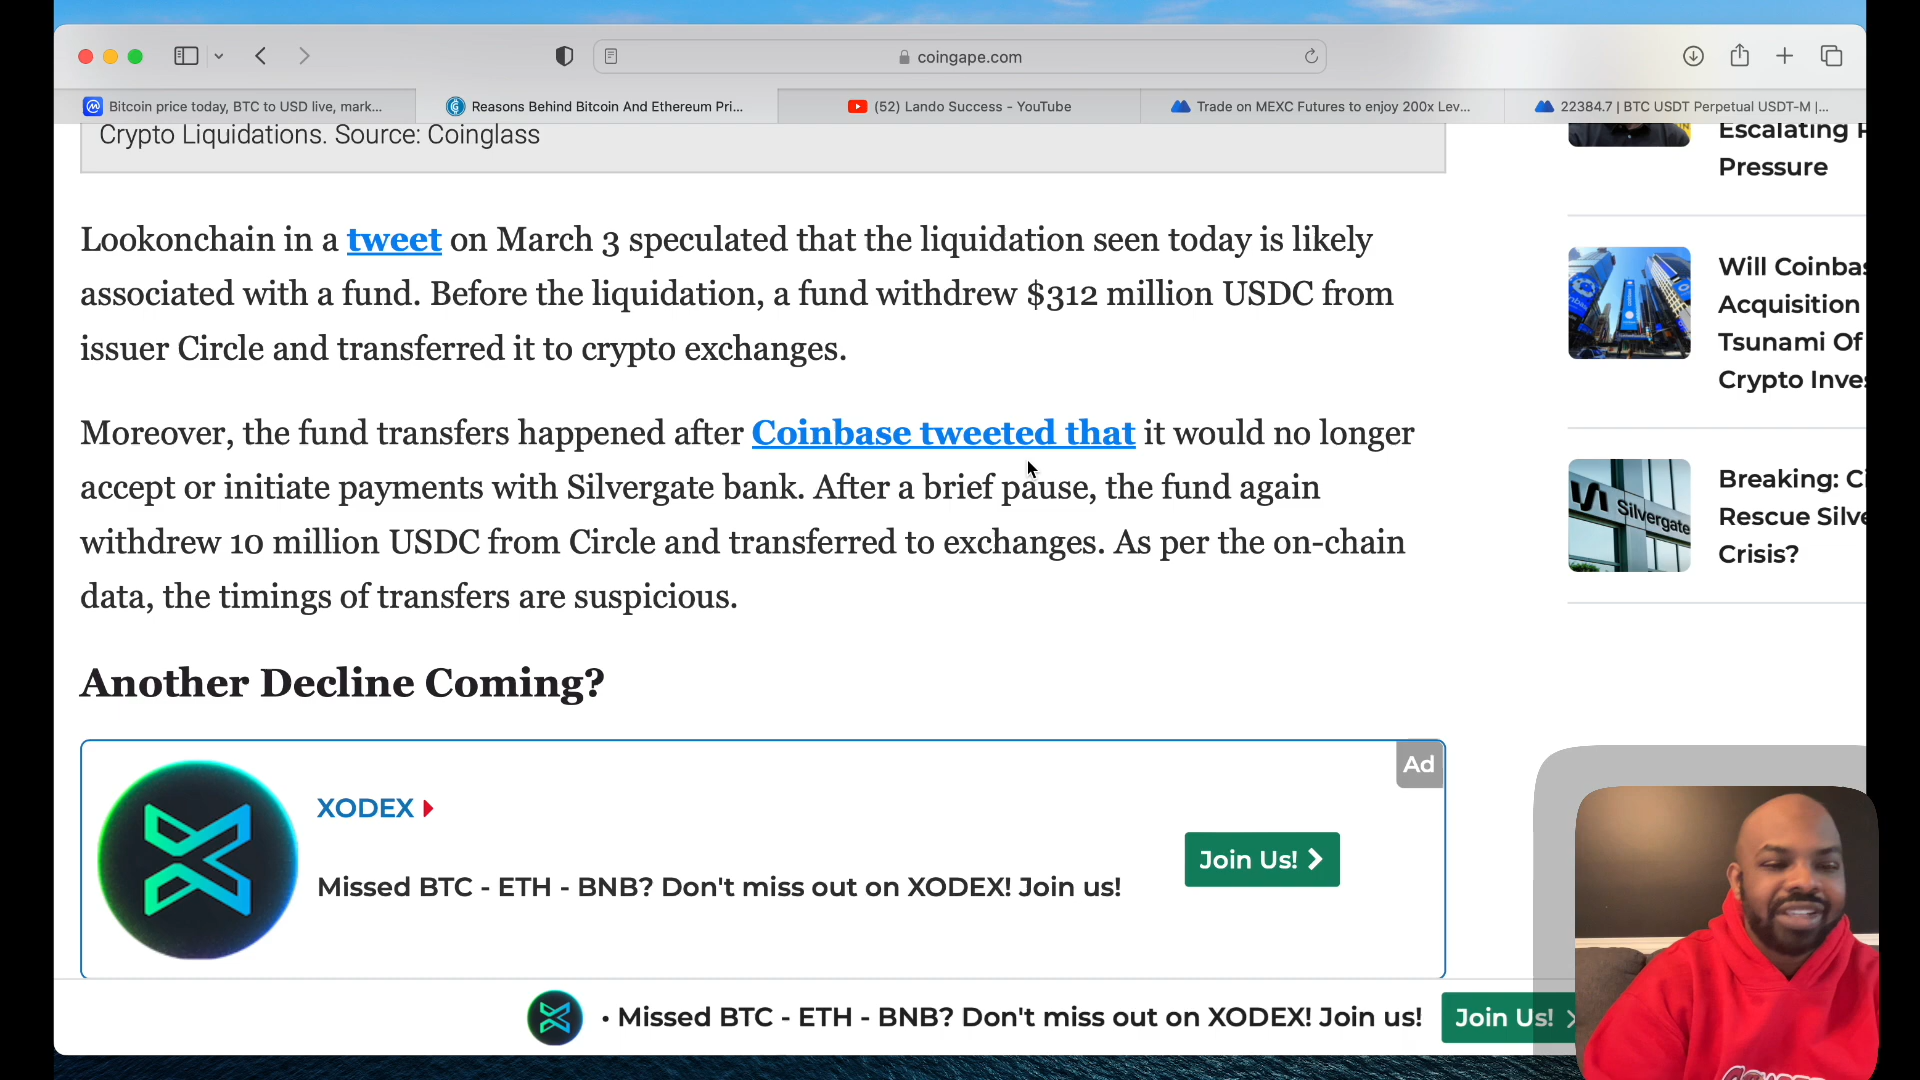 coingape.com
Bitcoin price today, BTC to USD live, mark...
Reasons Behind Bitcoin And Ethereum Pri...
(52) Lando Success - YouTube
Trade on MEXC Futures to enjoy 200x Lev...
22384.7 | BTC USDT Perpetual USDT-M |...
Crypto Liquidations. Source: Coinglass
Lookonchain in a tweet on March 3 speculated that the liquidation seen today is likely
associated with a fund. Before the liquidation, a fund withdrew $312 million USDC from
issuer Circle and transferred it to crypto exchanges.
Moreover, the fund transfers happened after Coinbase tweeted that it would no longer
accept or initiate payments with Silvergate bank. After a brief pause, the fund again
withdrew 10 million USDC from Circle and transferred to exchanges. As per the on-chain
data, the timings of transfers are suspicious.
Another Decline Coming?
Ad
XODEX
Missed BTC - ETH - BNB? Don't miss out on XODEX! Join us!
Join Us!
• Missed BTC - ETH - BNB? Don't miss out on XODEX! Join us!
Join Us!
Escalating
Pressure
Will Coinbas
Acquisition
Tsunami Of
Crypto Inve
Silvergate
Breaking: Ci
Rescue Silve
Crisis?